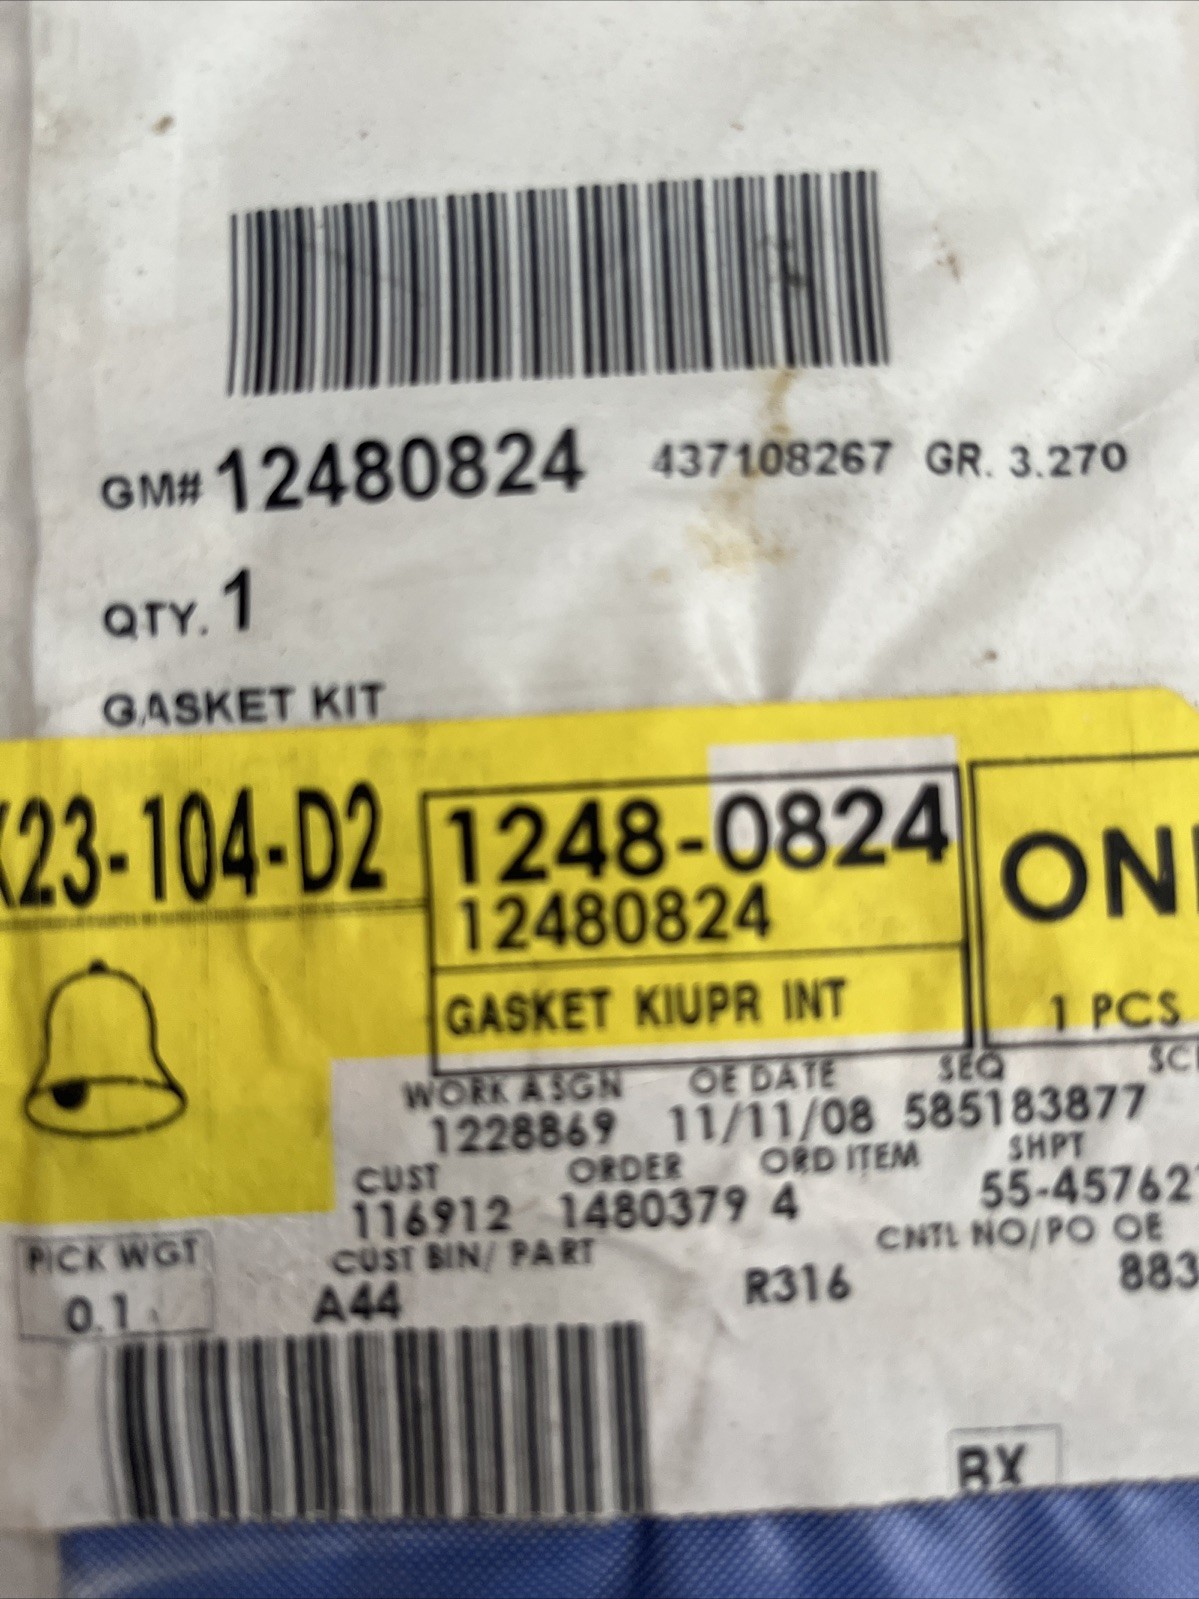 GM# 12480824 437108267 GR. 3.270
QTY. 1
GASKET KIT
23-104-D2
1248-0824
12480824
GASKET KIUPR INT
1 PCS
WORK ASGN OE DATE SEQ
1228869 11/11/08 585183877
CUST ORDER ORD ITEM SHPT
116912 1480379 4 55-45762
CUST BIN/ PART CNTL NO/PO OE
A44 R316 883
PICK WGT
0.1
BX